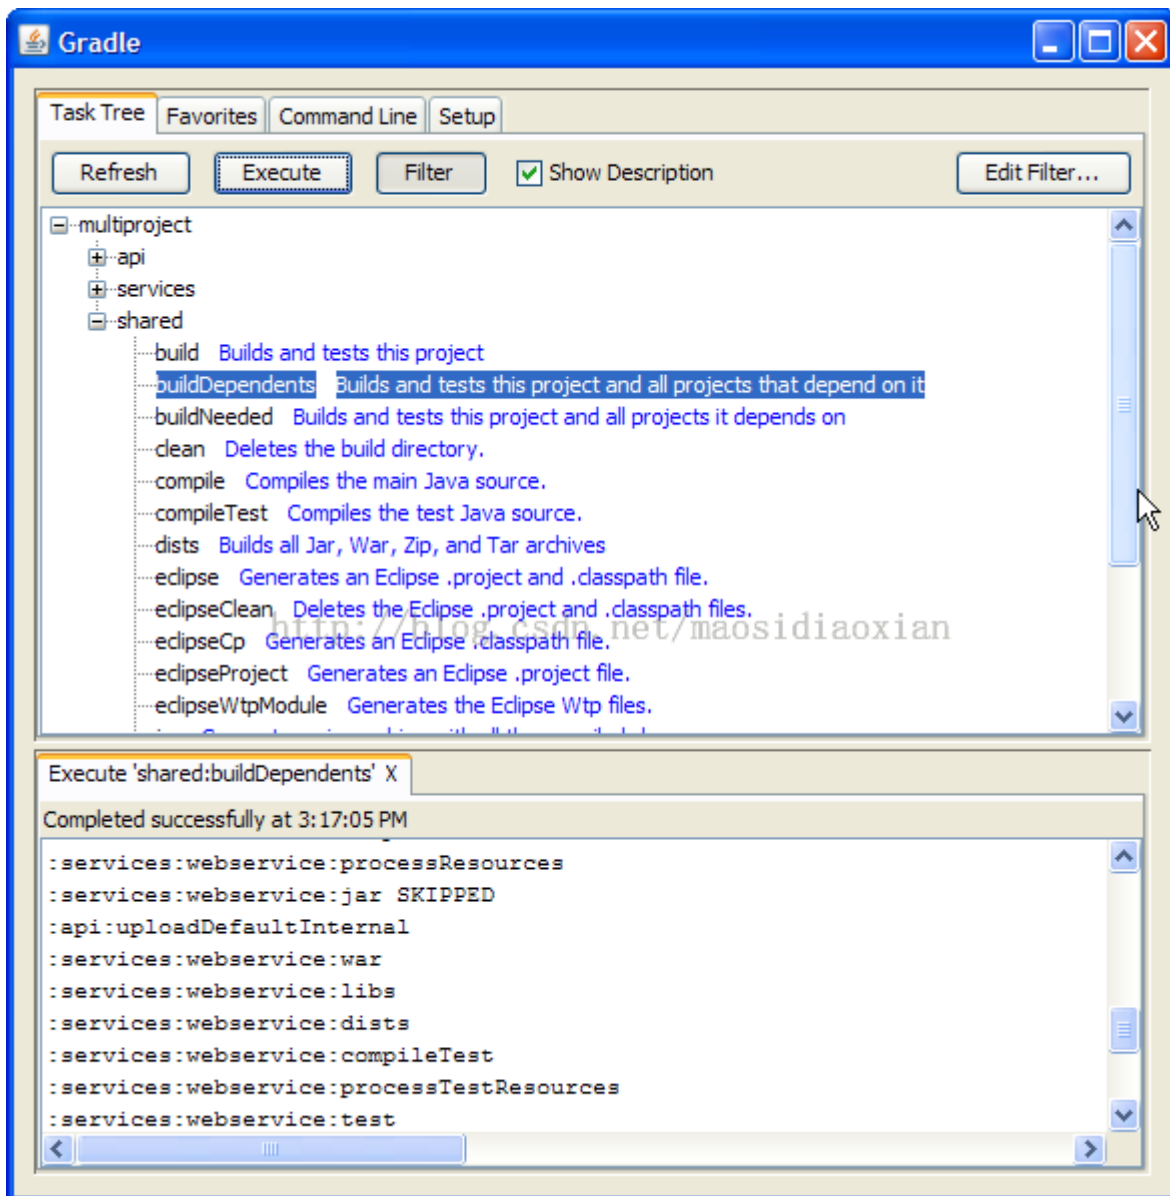 Gradle
Task Tree Favorites Command Line Setup
Refresh Execute Filter Show Description Edit Filter...
multiproject
api
services
shared
build Builds and tests this project
buildDependents Builds and tests this project and all projects that depend on it
buildNeeded Builds and tests this project and all projects it depends on
clean Deletes the build directory.
compile Compiles the main Java source.
compileTest Compiles the test Java source.
dists Builds all Jar, War, Zip, and Tar archives
eclipse Generates an Eclipse .project and .classpath file.
eclipseClean Deletes the Eclipse .project and .classpath files.
http://blog.csdn.net/maosidiaoxian
eclipseCp Generates an Eclipse .classpath file.
eclipseProject Generates an Eclipse .project file.
eclipseWtpModule Generates the Eclipse Wtp files.
Execute 'shared:buildDependents' X
Completed successfully at 3:17:05 PM
:services:webservice:processResources
:services:webservice:jar SKIPPED
:api:uploadDefaultInternal
:services:webservice:war
:services:webservice:libs
:services:webservice:dists
:services:webservice:compileTest
:services:webservice:processTestResources
:services:webservice:test